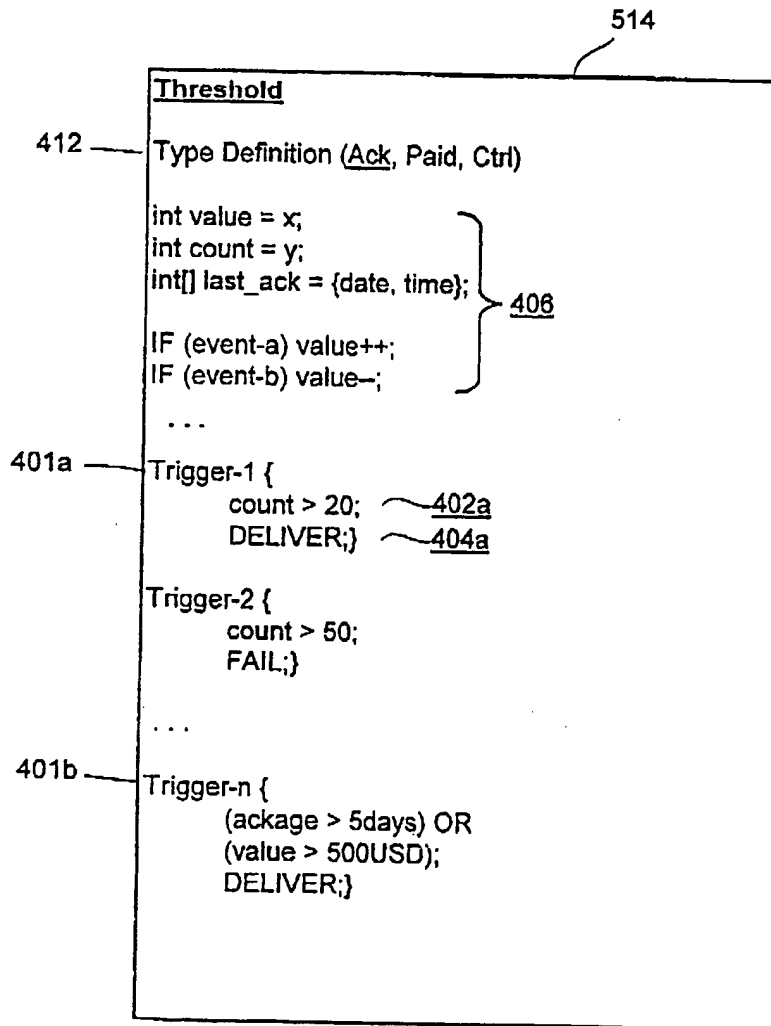 514
Threshold
412 Type Definition (Ack, Paid, Ctrl)
int value = x;
int count = y;
int[] last_ack = {date, time};
406
IF (event-a) value++;
IF (event-b) value–;
. . .
401a Trigger-1 {
count > 20; 402a
DELIVER;} 404a
Trigger-2 {
count > 50;
FAIL;}
. . .
401b Trigger-n {
(ackage > 5days) OR
(value > 500USD);
DELIVER;}